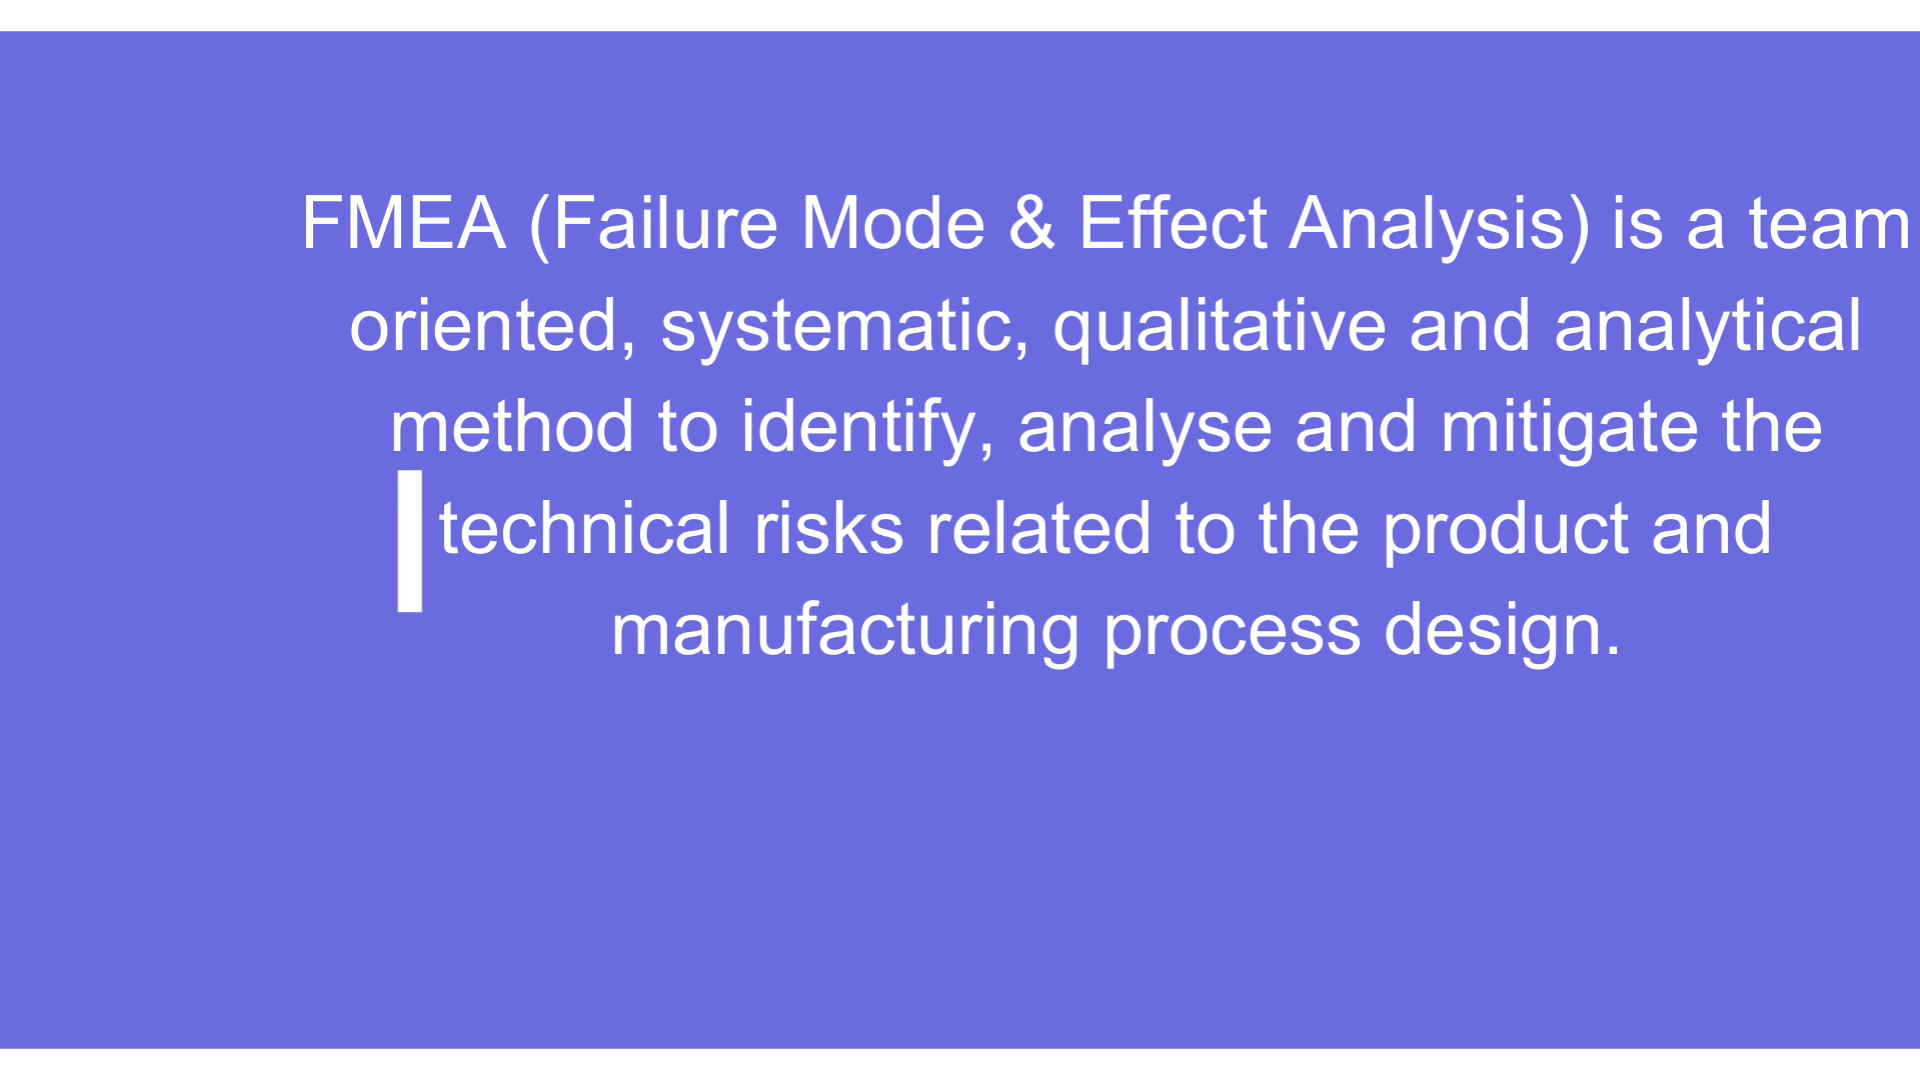 FMEA (Failure Mode & Effect Analysis) is a team
oriented, systematic, qualitative and analytical
method to identify, analyse and mitigate the
technical risks related to the product and
manufacturing process design.